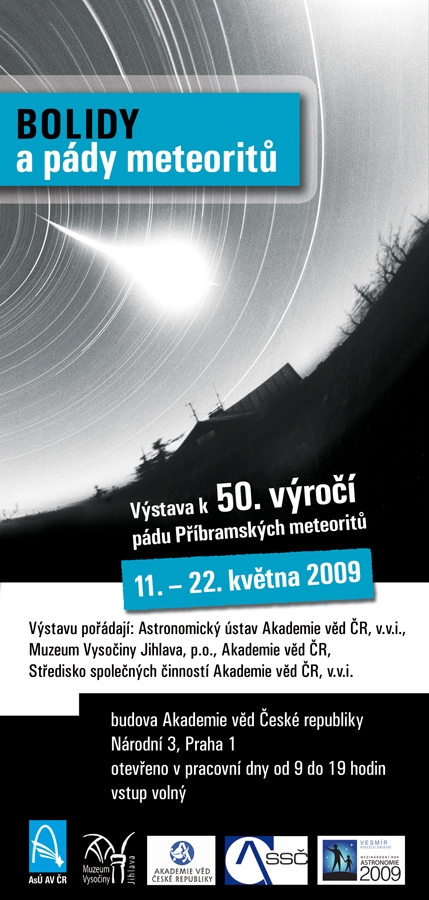 BOLIDY
a pády meteoritů
Výstava k 50. výročí
pádu Příbramských meteoritů
11. – 22. května 2009
Výstavu pořádají: Astronomický ústav Akademie věd ČR, v.v.i.,
Muzeum Vysočiny Jihlava, p.o., Akademie věd ČR,
Středisko společných činností Akademie věd ČR, v.v.i.
budova Akademie věd České republiky
Národní 3, Praha 1
otevřeno v pracovní dny od 9 do 19 hodin
vstup volný
AsÚ AV ČR
Muzeum
Vysočiny
Jihlava
AKADEMIE VĚD
ČESKÉ REPUBLIKY
SSČ
VESMÍR
MEZINÁRODNÍ ROK
ASTRONOMIE
2009